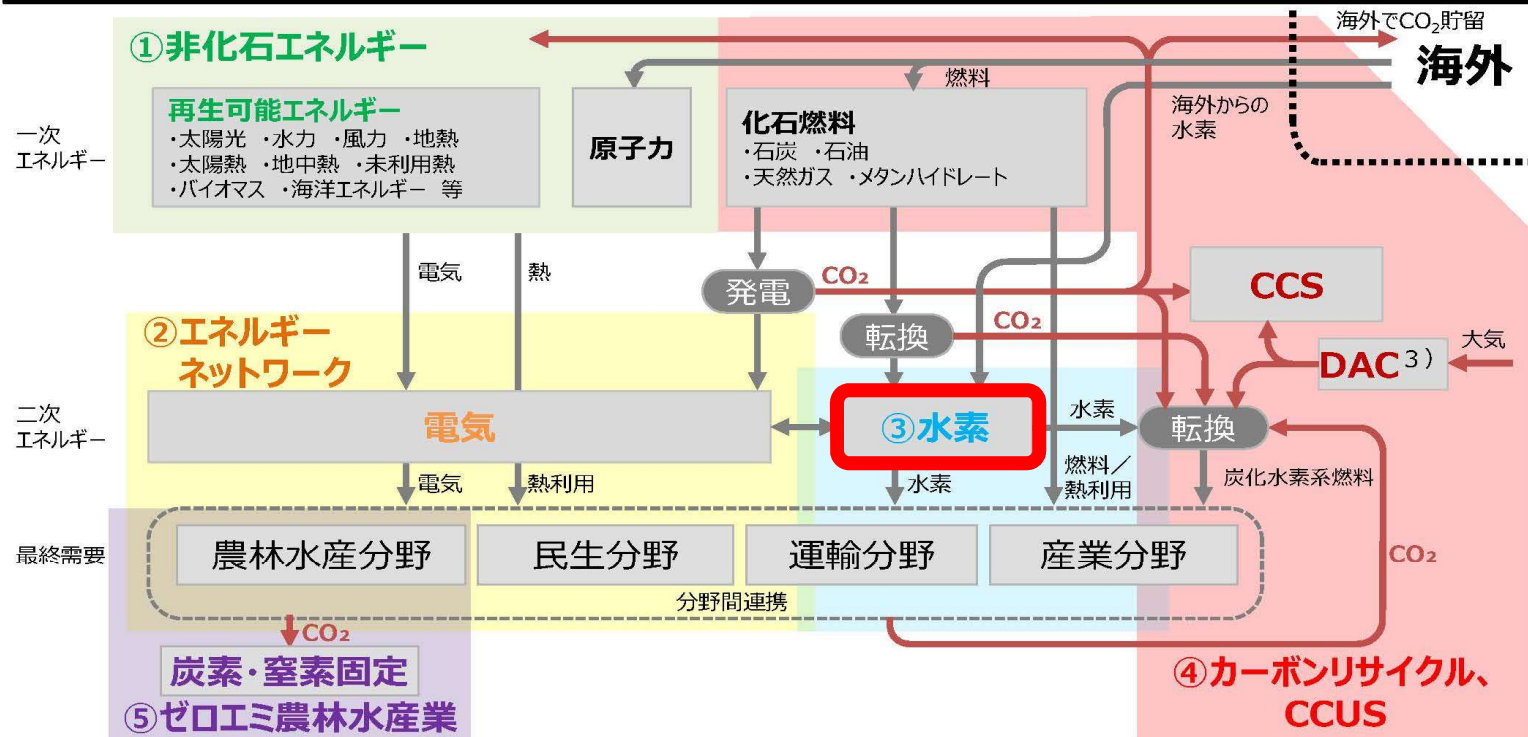 海外でCO₂貯留
①非化石エネルギー
海外
燃料
海外からの
水素
一次
エネルギー
再生可能エネルギー
・太陽光 ・水力 ・風力 ・地熱
・太陽熱 ・地中熱 ・未利用熱
・バイオマス ・海洋エネルギー 等
原子力
化石燃料
・石炭 ・石油
・天然ガス ・メタンハイドレート
電気
熱
発電
CO₂
CCS
転換
CO₂
大気
DAC³⁾
②エネルギー
ネットワーク
二次
エネルギー
電気
③水素
水素
転換
電気
熱利用
水素
燃料／
熱利用
炭化水素系燃料
最終需要
農林水産分野
民生分野
運輸分野
産業分野
CO₂
分野間連携
CO₂
炭素・窒素固定
⑤ゼロエミ農林水産業
④カーボンリサイクル、
CCUS